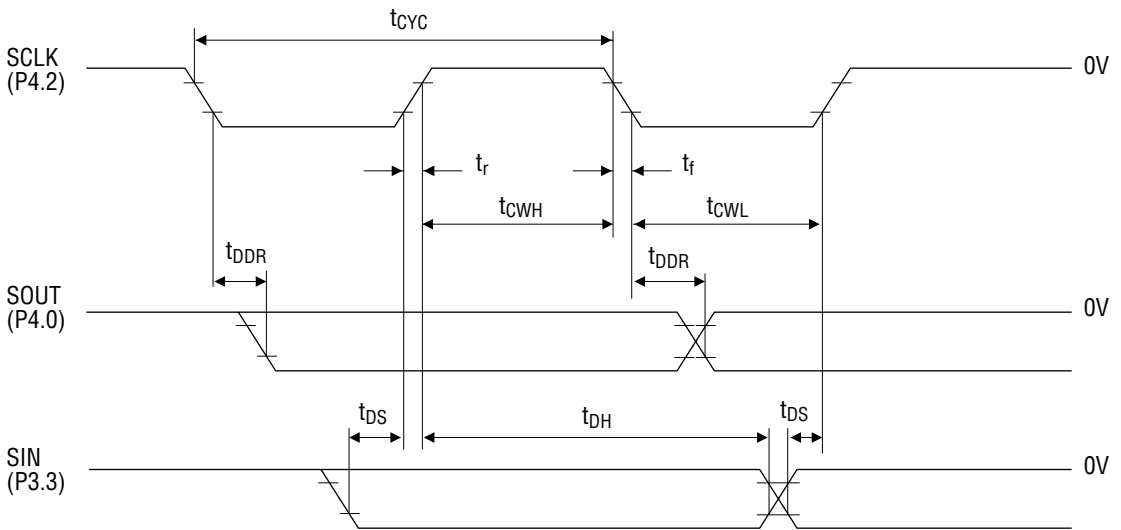 tCYC
SCLK
(P4.2)
0V
tr
tf
tCWH
tCWL
tDDR
tDDR
SOUT
(P4.0)
0V
tDS
tDH
tDS
SIN
(P3.3)
0V